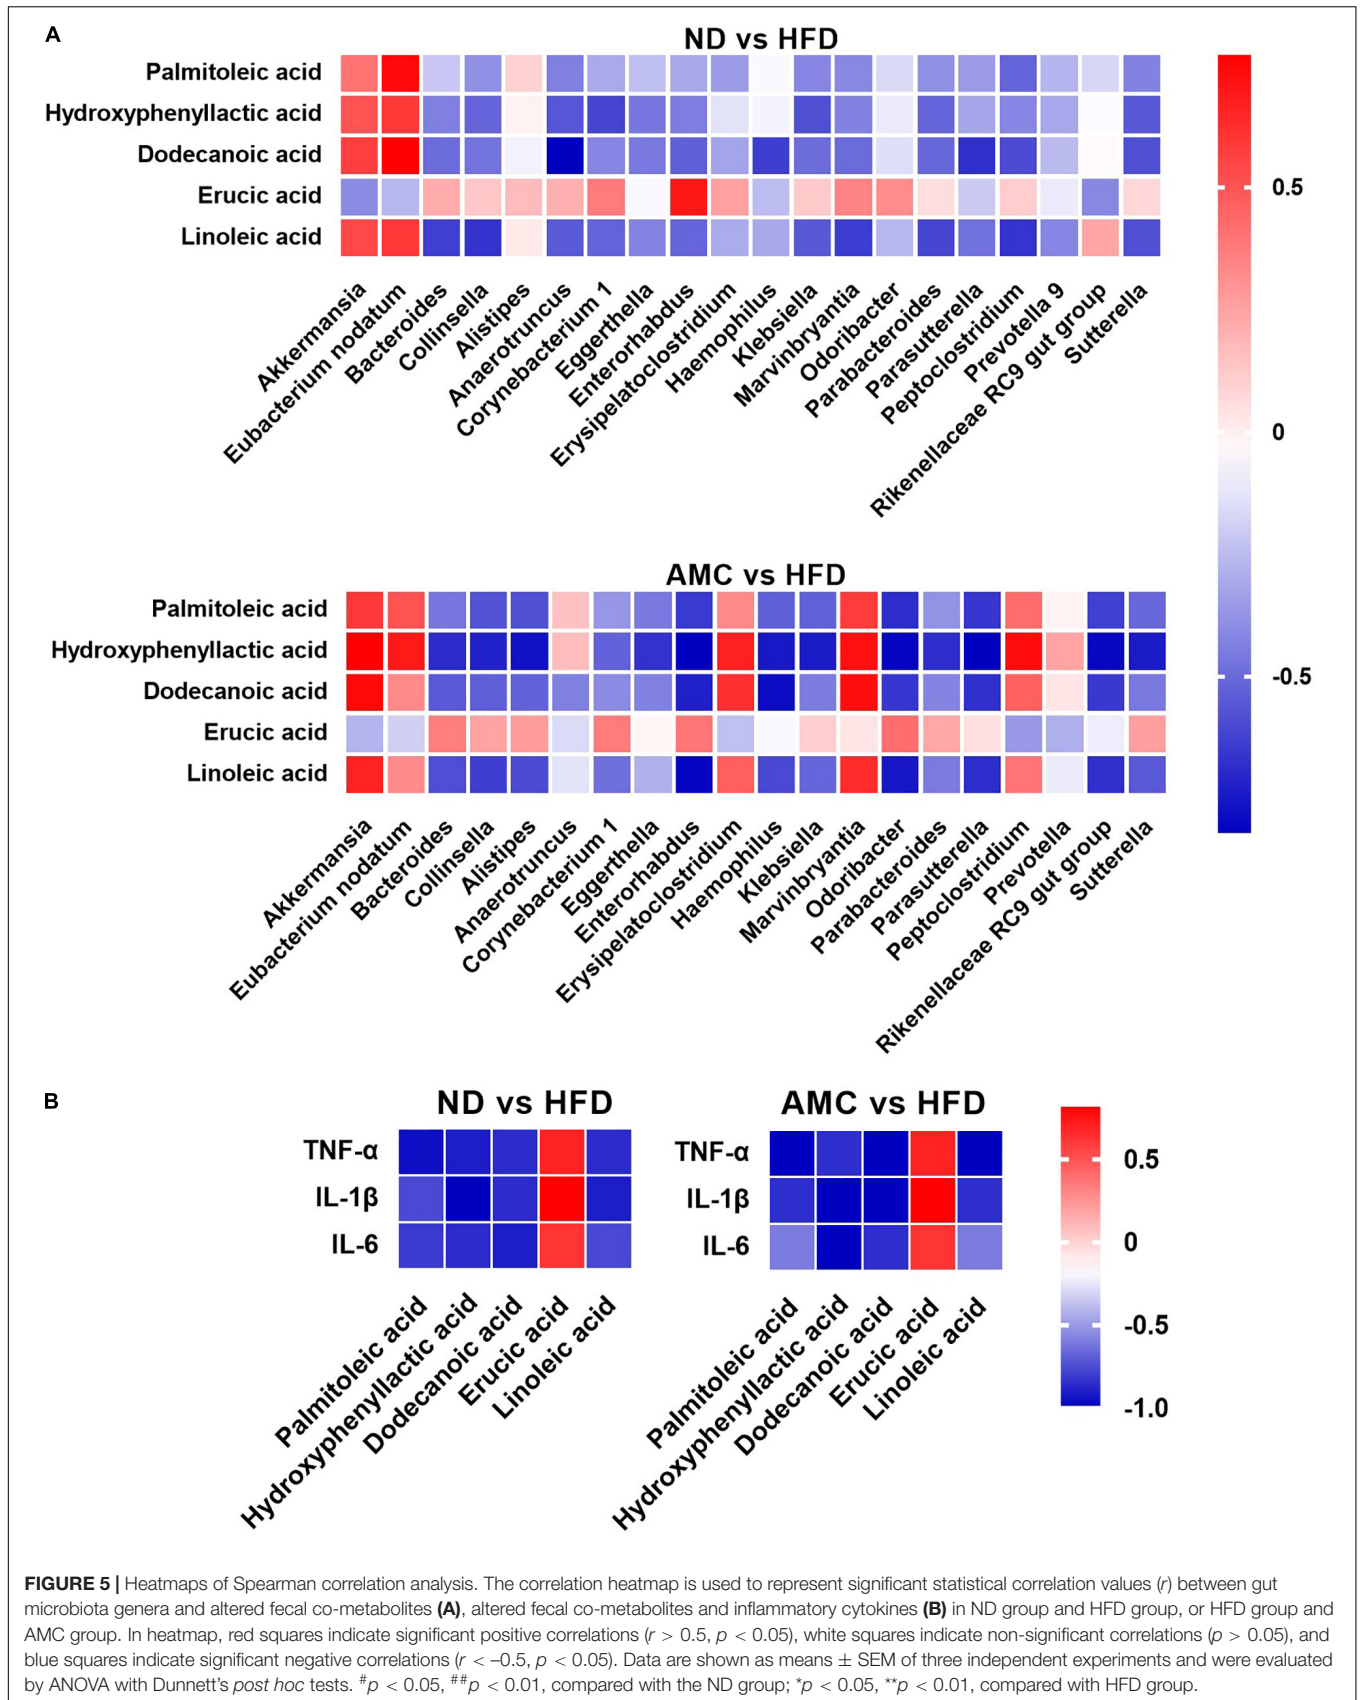 A
ND vs HFD
Palmitoleic acid
Hydroxyphenyllactic acid
Dodecanoic acid
Erucic acid
Linoleic acid
Akkermansia
Eubacterium nodatum
Bacteroides
Collinsella
Alistipes
Anaerotruncus
Corynebacterium 1
Eggerthella
Enterorhabdus
Erysipelatoclostridium
Haemophilus
Klebsiella
Marvinbryantia
Odoribacter
Parabacteroides
Parasutterella
Peptoclostridium
Prevotella 9
Rikenellaceae RC9 gut group
Sutterella
0.5
0
-0.5
AMC vs HFD
Palmitoleic acid
Hydroxyphenyllactic acid
Dodecanoic acid
Erucic acid
Linoleic acid
Akkermansia
Eubacterium nodatum
Bacteroides
Collinsella
Alistipes
Anaerotruncus
Corynebacterium 1
Eggerthella
Enterorhabdus
Erysipelatoclostridium
Haemophilus
Klebsiella
Marvinbryantia
Odoribacter
Parabacteroides
Parasutterella
Peptoclostridium
Prevotella
Rikenellaceae RC9 gut group
Sutterella
B
ND vs HFD
TNF-α
IL-1β
IL-6
Palmitoleic acid
Hydroxyphenyllactic acid
Dodecanoic acid
Erucic acid
Linoleic acid
AMC vs HFD
TNF-α
IL-1β
IL-6
Palmitoleic acid
Hydroxyphenyllactic acid
Dodecanoic acid
Erucic acid
Linoleic acid
0.5
0
-0.5
-1.0
FIGURE 5 | Heatmaps of Spearman correlation analysis. The correlation heatmap is used to represent significant statistical correlation values (r) between gut
microbiota genera and altered fecal co-metabolites (A), altered fecal co-metabolites and inflammatory cytokines (B) in ND group and HFD group, or HFD group and
AMC group. In heatmap, red squares indicate significant positive correlations (r > 0.5, p < 0.05), white squares indicate non-significant correlations (p > 0.05), and
blue squares indicate significant negative correlations (r < –0.5, p < 0.05). Data are shown as means ± SEM of three independent experiments and were evaluated
by ANOVA with Dunnett's post hoc tests. #p < 0.05, ##p < 0.01, compared with the ND group; *p < 0.05, **p < 0.01, compared with HFD group.